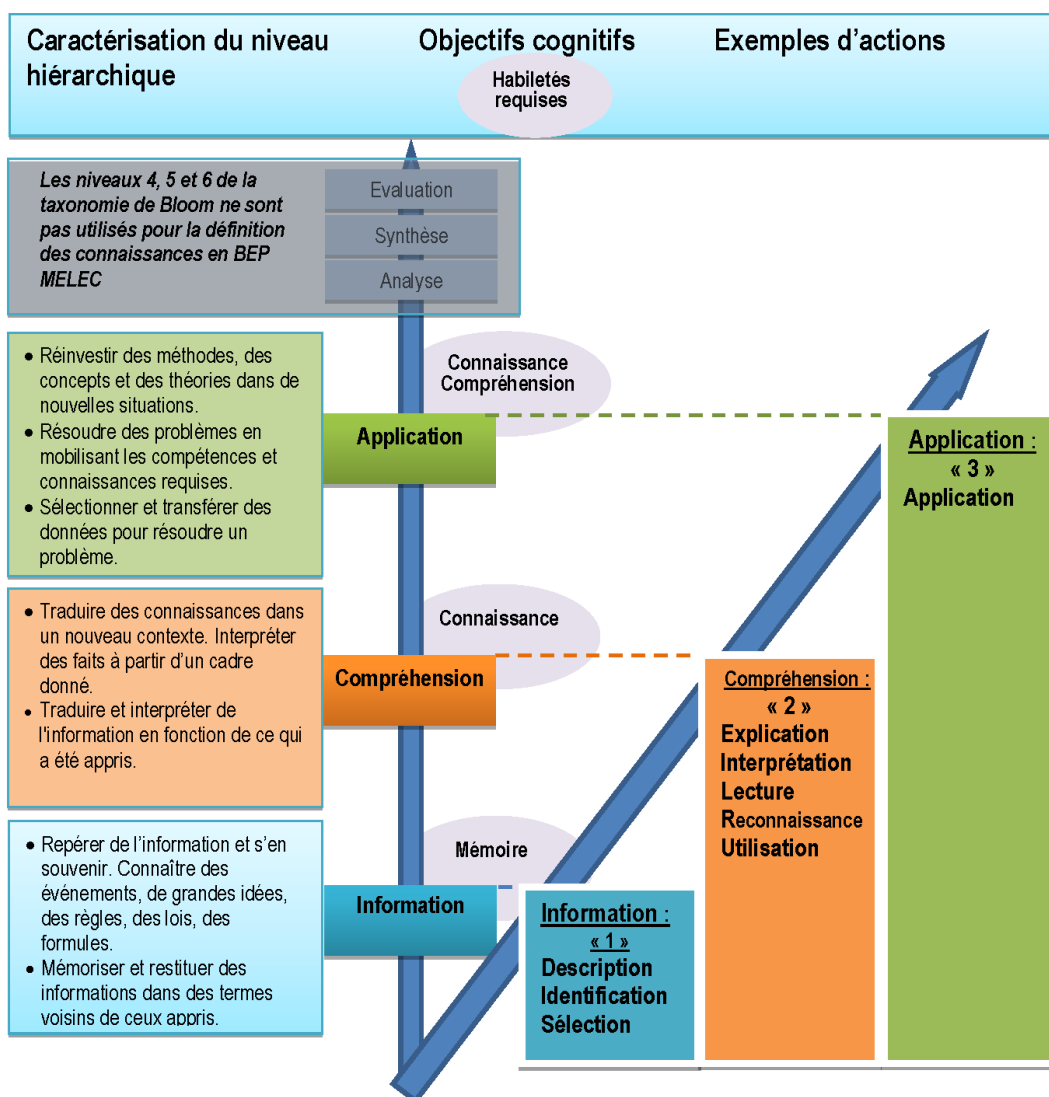 Caractérisation du niveau
hiérarchique
Objectifs cognitifs
Exemples d'actions
Habiletés
requises
Les niveaux 4, 5 et 6 de la
taxonomie de Bloom ne sont
pas utilisés pour la définition
des connaissances en BEP
MELEC
Evaluation
Synthèse
Analyse
• Réinvestir des méthodes, des
concepts et des théories dans de
nouvelles situations.
• Résoudre des problèmes en
mobilisant les compétences et
connaissances requises.
• Sélectionner et transférer des
données pour résoudre un
problème.
Connaissance
Compréhension
Application
Application :
« 3 »
Application
• Traduire des connaissances dans
un nouveau contexte. Interpréter
des faits à partir d'un cadre
donné.
• Traduire et interpréter de
l'information en fonction de ce qui
a été appris.
Connaissance
Compréhension
Compréhension :
« 2 »
Explication
Interprétation
Lecture
Reconnaissance
Utilisation
• Repérer de l'information et s'en
souvenir. Connaître des
événements, de grandes idées,
des règles, des lois, des
formules.
• Mémoriser et restituer des
informations dans des termes
voisins de ceux appris.
Mémoire
Information
Information :
« 1 »
Description
Identification
Sélection